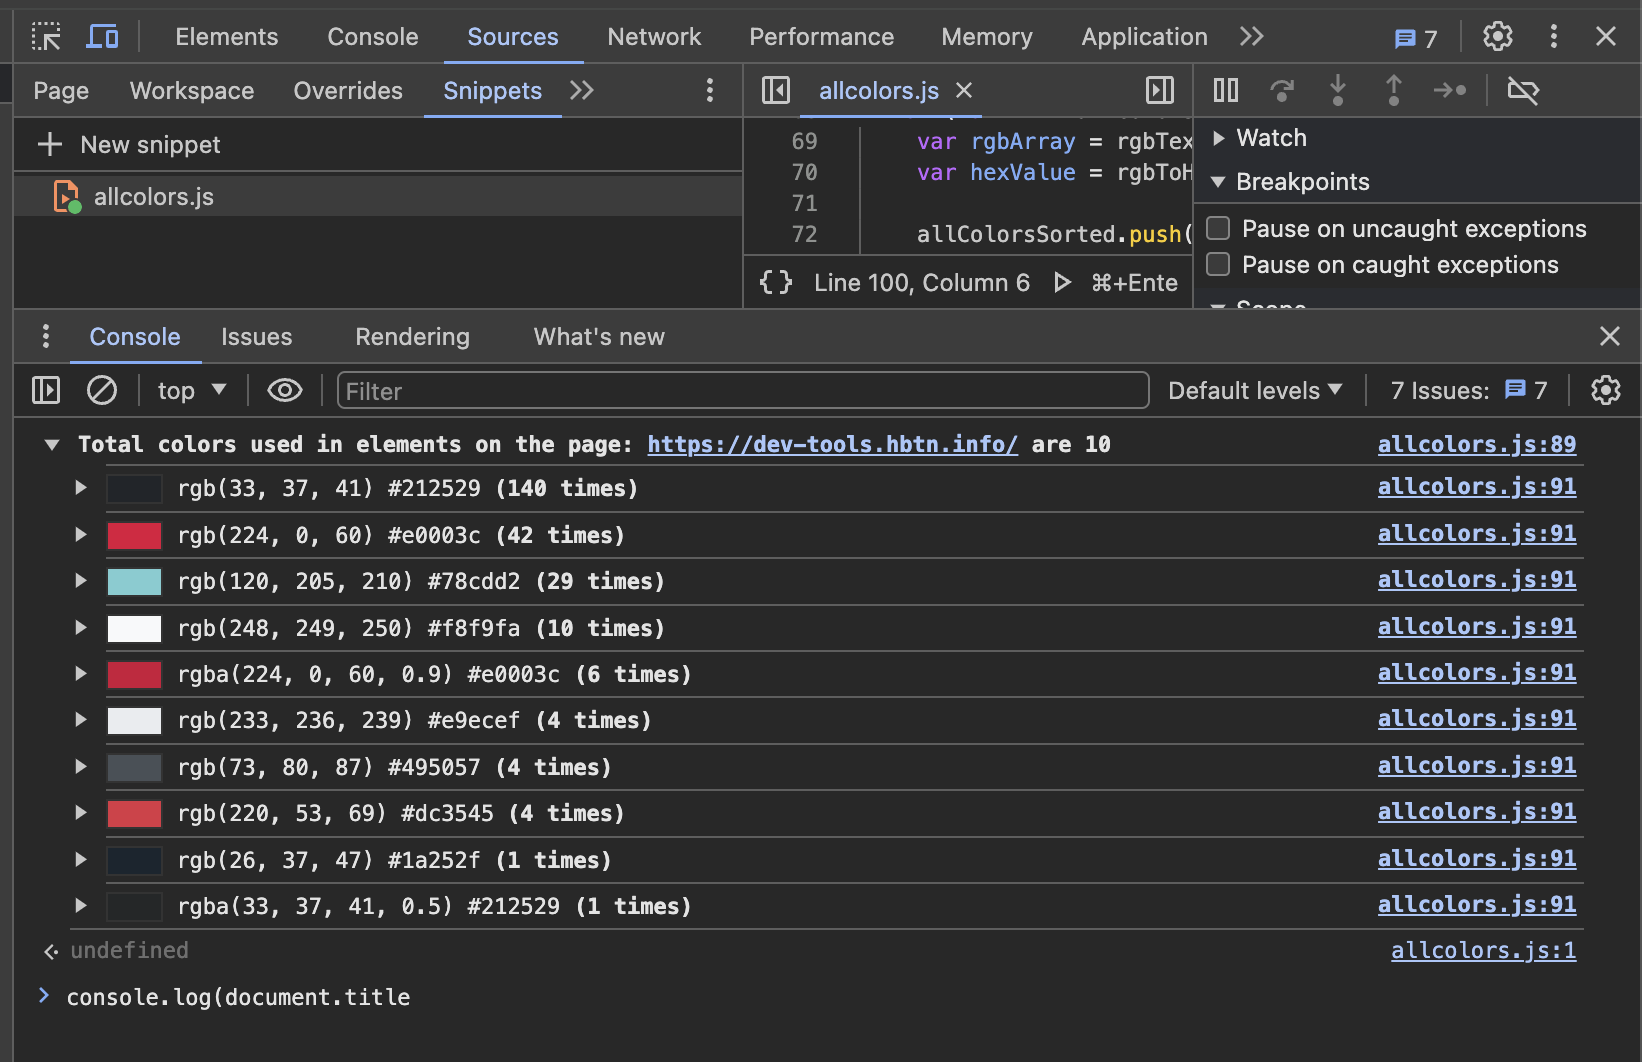 Elements Console Sources Network Performance Memory Application 7
Page Workspace Overrides Snippets
allcolors.js
New snippet
allcolors.js
69 var rgbArray = rgbTex
70 var hexValue = rgbToH
71
72 allColorsSorted.push(
{} Line 100, Column 6 ⌘+Ente
Watch
Breakpoints
Pause on uncaught exceptions
Pause on caught exceptions
Scope
Console Issues Rendering What's new
top Filter Default levels 7 Issues: 7
Total colors used in elements on the page: https://dev-tools.hbtn.info/ are 10 allcolors.js:89
rgb(33, 37, 41) #212529 (140 times) allcolors.js:91
rgb(224, 0, 60) #e0003c (42 times) allcolors.js:91
rgb(120, 205, 210) #78cdd2 (29 times) allcolors.js:91
rgb(248, 249, 250) #f8f9fa (10 times) allcolors.js:91
rgba(224, 0, 60, 0.9) #e0003c (6 times) allcolors.js:91
rgb(233, 236, 239) #e9ecef (4 times) allcolors.js:91
rgb(73, 80, 87) #495057 (4 times) allcolors.js:91
rgb(220, 53, 69) #dc3545 (4 times) allcolors.js:91
rgb(26, 37, 47) #1a252f (1 times) allcolors.js:91
rgba(33, 37, 41, 0.5) #212529 (1 times) allcolors.js:91
undefined allcolors.js:1
console.log(document.title